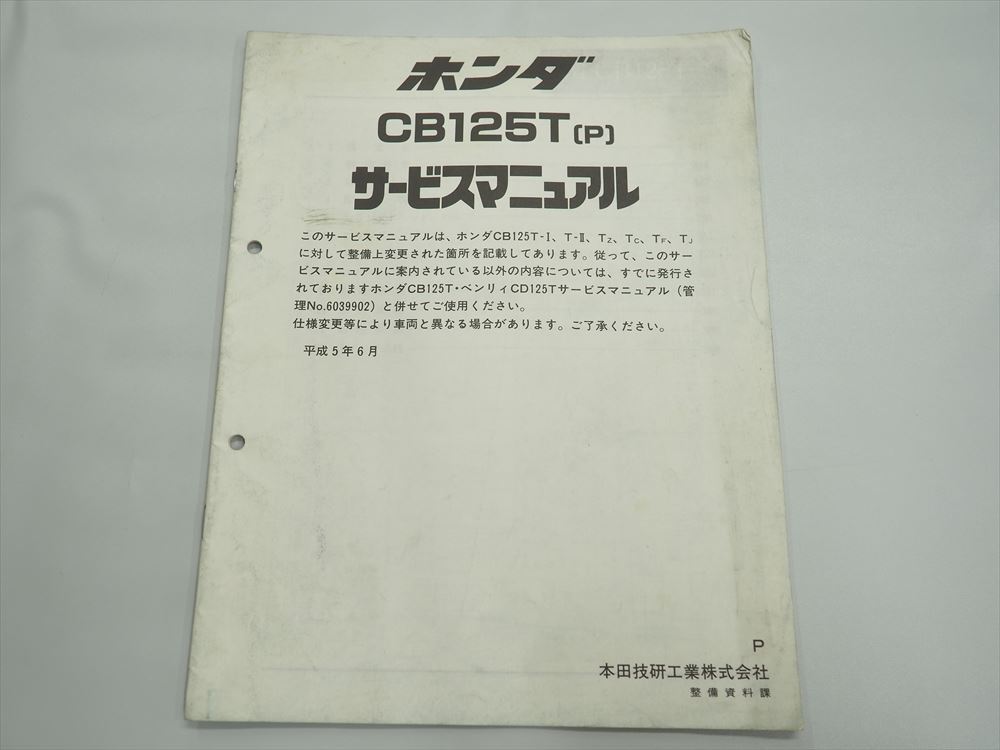 ホンダ
CB125T〔P〕
サービスマニュアル
このサービスマニュアルは、ホンダCB125T-Ⅰ、T-Ⅱ、Tz、Tc、TF、TJ
に対して整備上変更された箇所を記載してあります。従って、このサー
ビスマニュアルに案内されている以外の内容については、すでに発行さ
れておりますホンダCB125T・ベンリィCD125Tサービスマニュアル（管
理No.6039902）と併せてご使用ください。
仕様変更等により車両と異なる場合があります。ご了承ください。
平成5年6月
P
本田技研工業株式会社
整備資料課